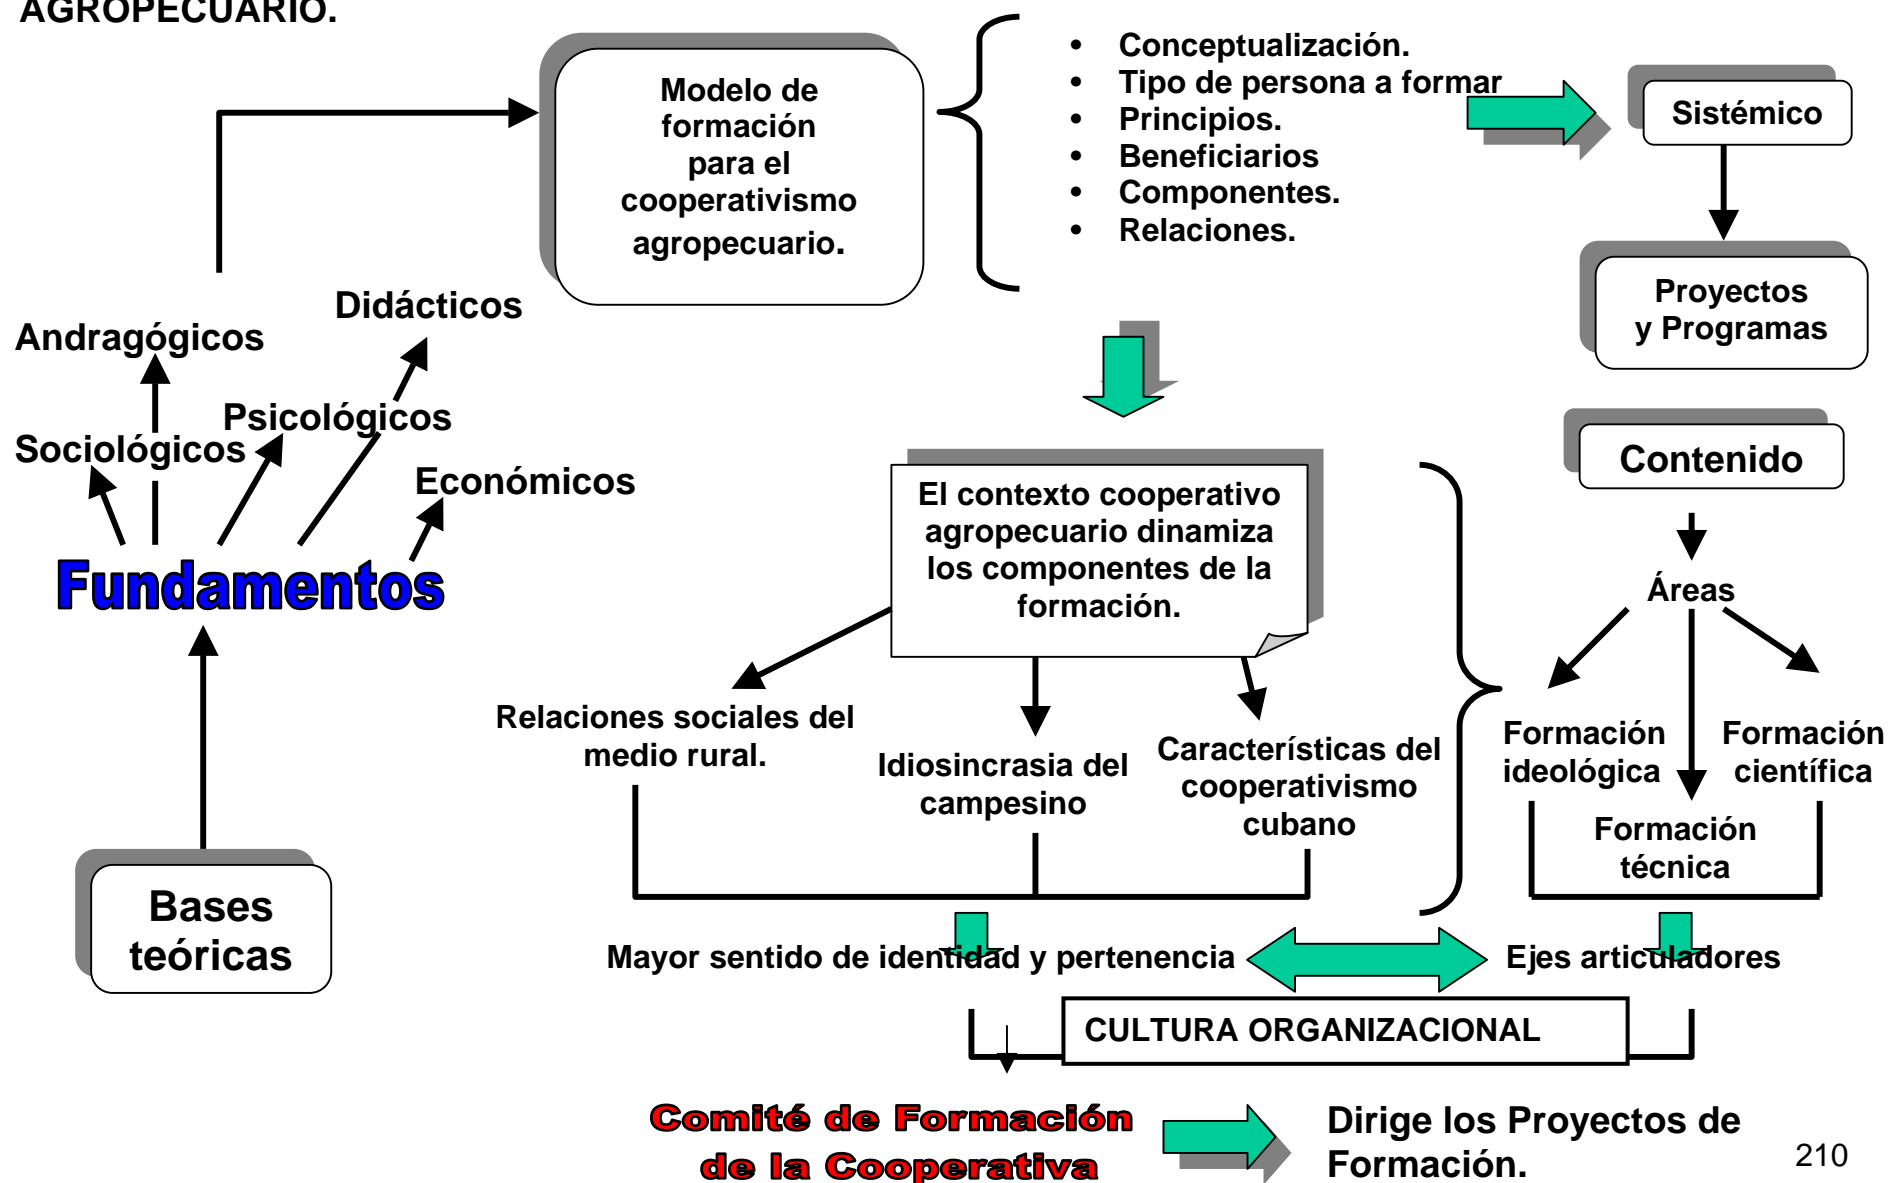 AGROPECUARIO.
Modelo de
formación
para el
cooperativismo
agropecuario.
• Conceptualización.
• Tipo de persona a formar
• Principios.
• Beneficiarios
• Componentes.
• Relaciones.
Sistémico
Proyectos
y Programas
Didácticos
Andragógicos
Psicológicos
Sociológicos
Económicos
Fundamentos
Bases
teóricas
El contexto cooperativo
agropecuario dinamiza
los componentes de la
formación.
Relaciones sociales del
medio rural.
Idiosincrasia del
campesino
Características del
cooperativismo
cubano
Contenido
Áreas
Formación
ideológica
Formación
científica
Formación
técnica
Mayor sentido de identidad y pertenencia
Ejes articuladores
CULTURA ORGANIZACIONAL
Comité de Formación
de la Cooperativa
Dirige los Proyectos de
Formación.
210